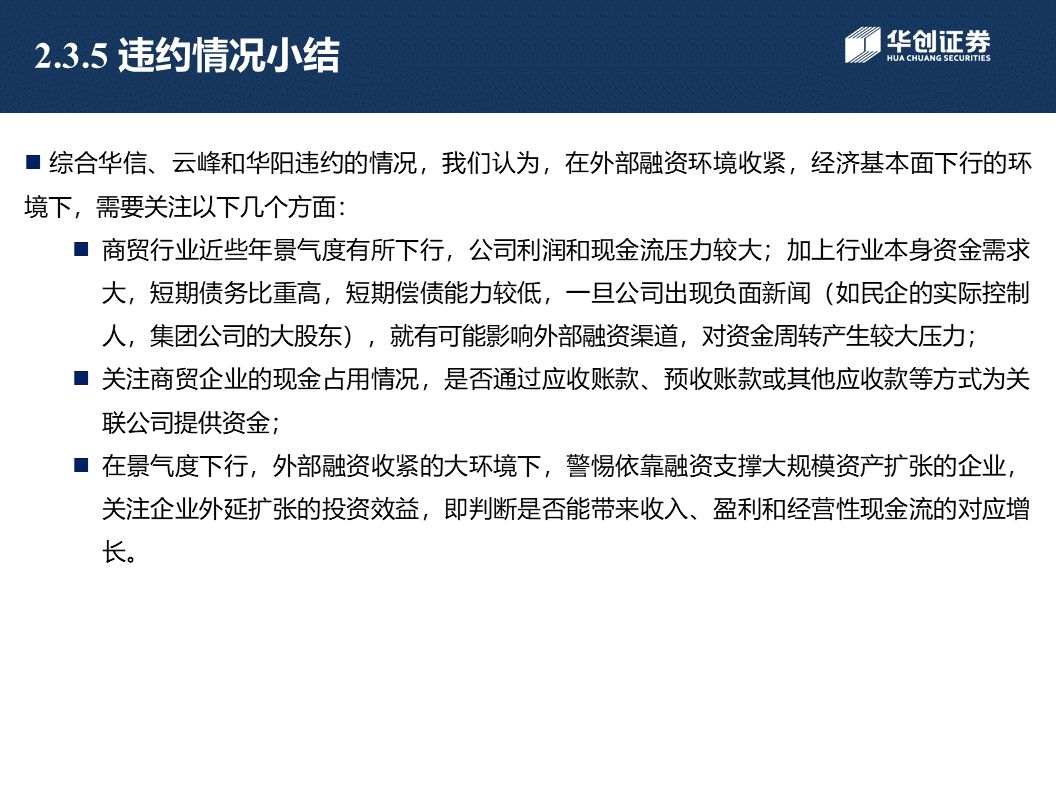 2.3.5 违约情况小结
华创证券
HUA CHUANG SECURITIES
■ 综合华信、云峰和华阳违约的情况，我们认为，在外部融资环境收紧，经济基本面下行的环
境下，需要关注以下几个方面：
■ 商贸行业近些年景气度有所下行，公司利润和现金流压力较大；加上行业本身资金需求
大，短期债务比重高，短期偿债能力较低，一旦公司出现负面新闻（如民企的实际控制
人，集团公司的大股东），就有可能影响外部融资渠道，对资金周转产生较大压力；
■ 关注商贸企业的现金占用情况，是否通过应收账款、预收账款或其他应收款等方式为关
联公司提供资金；
■ 在景气度下行，外部融资收紧的大环境下，警惕依靠融资支撑大规模资产扩张的企业，
关注企业外延扩张的投资效益，即判断是否能带来收入、盈利和经营性现金流的对应增
长。